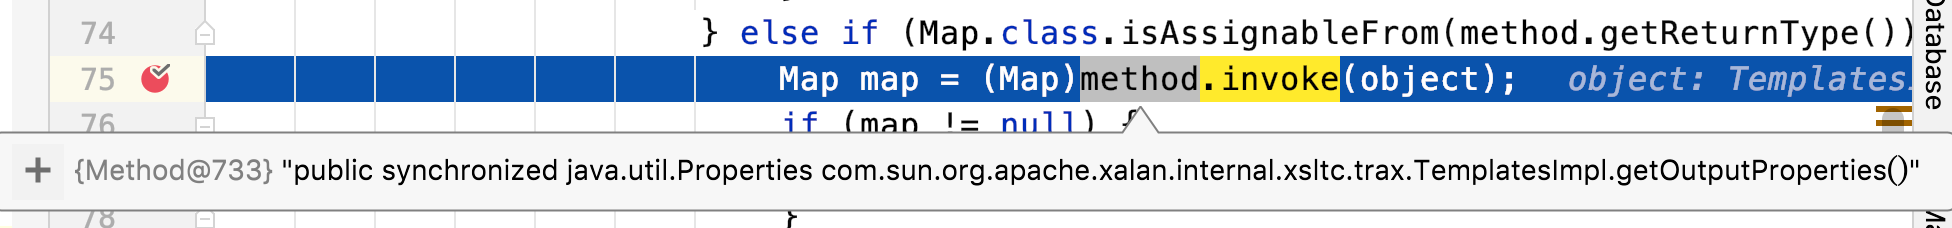 74 } else if (Map.class.isAssignableFrom(method.getReturnType())
75 Map map = (Map)method.invoke(object); object: Templates
76 if (map != null) {
+ {Method@733} "public synchronized java.util.Properties com.sun.org.apache.xalan.internal.xsltc.trax.TemplatesImpl.getOutputProperties()"
78 }
Database